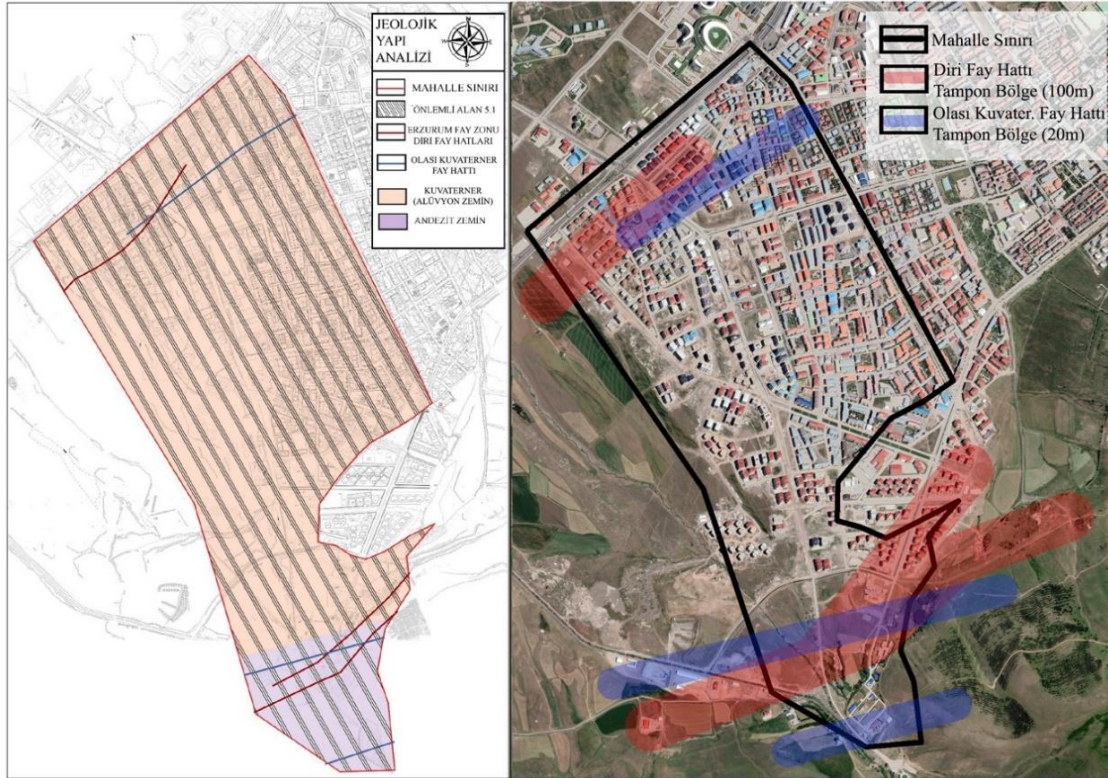 JEOLOJİK
YAPI
ANALİZİ
N
W
E
S
MAHALLE SINIRI
ÖNLEMLİ ALAN 5.1
ERZURUM FAY ZONU
DİRİ FAY HATLARI
OLASI KUVATERNER
FAY HATTI
KUVATERNER
(ALÜVYON ZEMİN)
ANDEZİT ZEMİN
Mahalle Sınırı
Diri Fay Hattı
Tampon Bölge (100m)
Olası Kuvater. Fay Hattı
Tampon Bölge (20m)